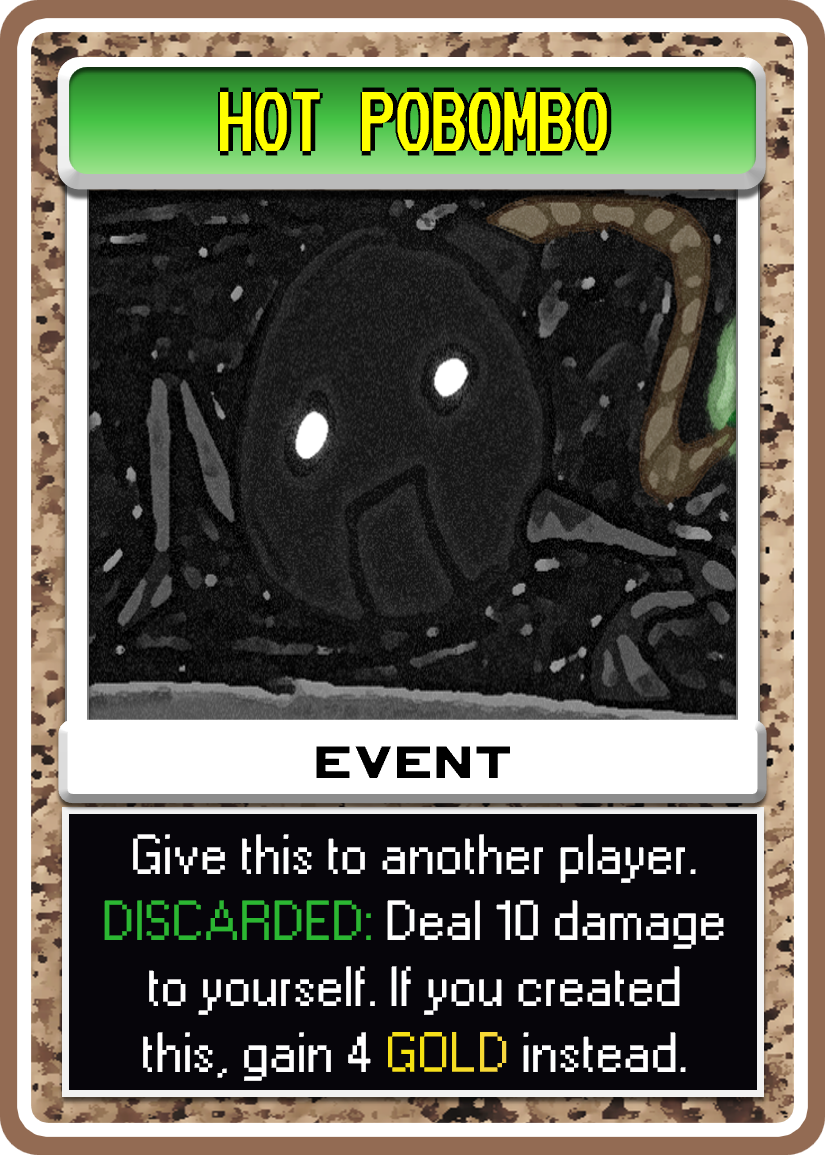 HOT POBOMBO
EVENT
Give this to another player.
DISCARDED: Deal 10 damage
to yourself. If you created
this, gain 4 GOLD instead.